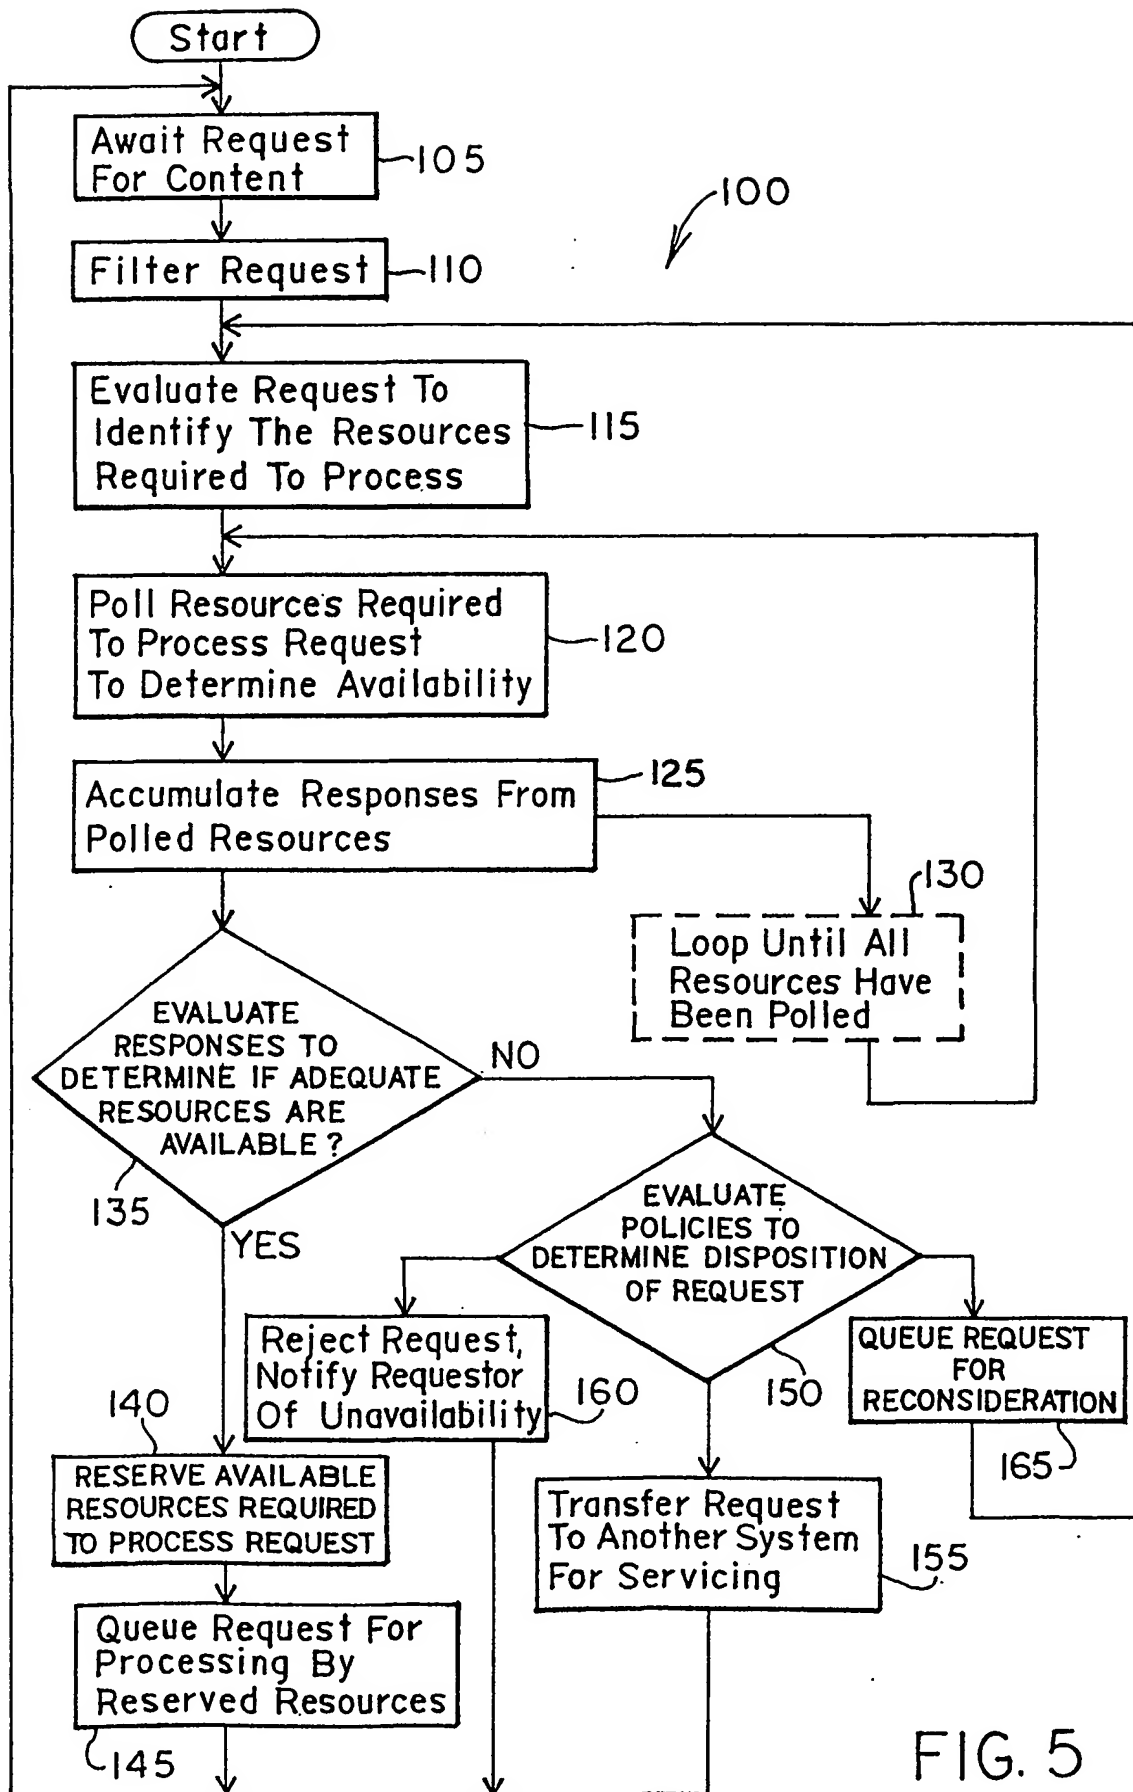 Start
Await Request
For Content
105
100
Filter Request
110
Evaluate Request To
Identify The Resources
Required To Process
115
Poll Resources Required
To Process Request
To Determine Availability
120
Accumulate Responses From
Polled Resources
125
130
Loop Until All
Resources Have
Been Polled
EVALUATE
RESPONSES TO
DETERMINE IF ADEQUATE
RESOURCES ARE
AVAILABLE?
135
NO
YES
EVALUATE
POLICIES TO
DETERMINE DISPOSITION
OF REQUEST
150
Reject Request,
Notify Requestor
Of Unavailability
160
QUEUE REQUEST
FOR
RECONSIDERATION
165
140
RESERVE AVAILABLE
RESOURCES REQUIRED
TO PROCESS REQUEST
Transfer Request
To Another System
For Servicing
155
Queue Request For
Processing By
Reserved Resources
145
FIG. 5